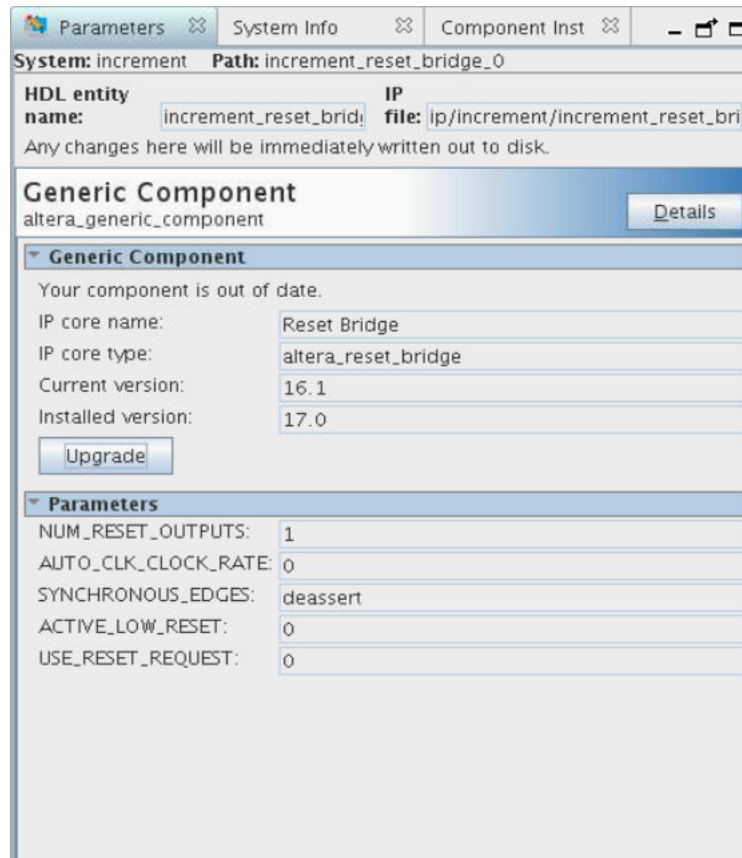 Parameters System Info Component Inst
System: increment Path: increment_reset_bridge_0
HDL entity name: increment_reset_bridg IP file: ip/increment/increment_reset_bri
Any changes here will be immediately written out to disk.
Generic Component
altera_generic_component
Details
Generic Component
Your component is out of date.
IP core name: Reset Bridge
IP core type: altera_reset_bridge
Current version: 16.1
Installed version: 17.0
Upgrade
Parameters
NUM_RESET_OUTPUTS: 1
AUTO_CLK_CLOCK_RATE: 0
SYNCHRONOUS_EDGES: deassert
ACTIVE_LOW_RESET: 0
USE_RESET_REQUEST: 0